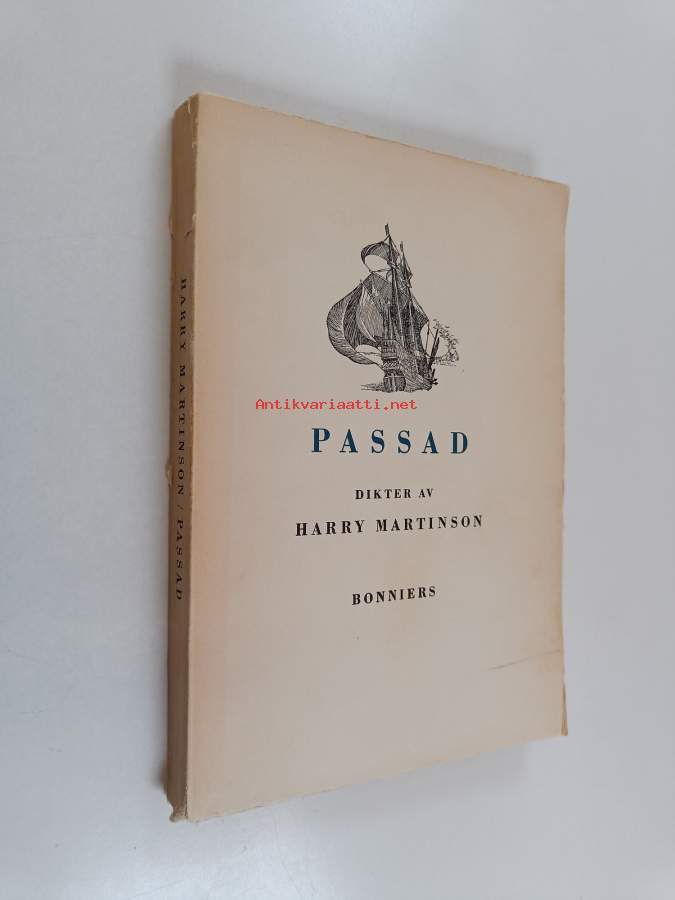 Antikvariaatti.net
PASSAD
DIKTER AV
HARRY MARTINSON
BONNIERS
HARRY MARTINSON / PASSAD